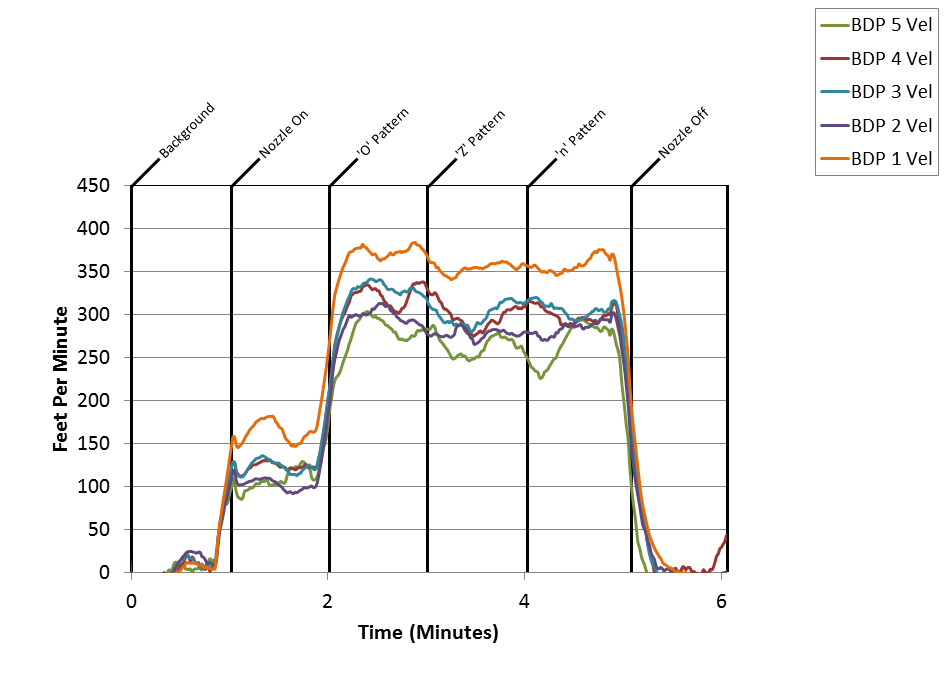 BDP 5 Vel
BDP 4 Vel
BDP 3 Vel
BDP 2 Vel
BDP 1 Vel
Background
Nozzle On
'O' Pattern
'Z' Pattern
'n' Pattern
Nozzle Off
450
400
350
300
250
200
150
100
50
0
Feet Per Minute
0 2 4 6
Time (Minutes)